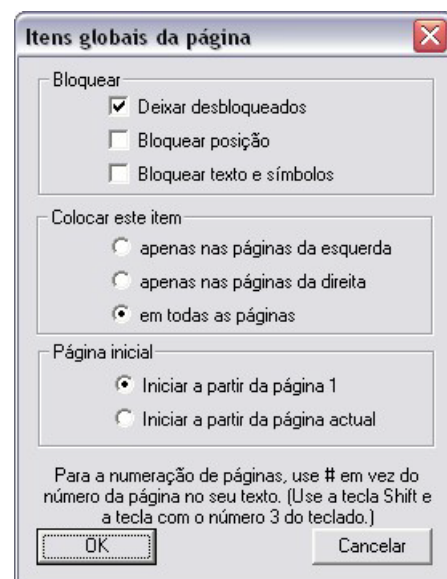 Itens globais da página
Bloquear
Deixar desbloqueados
Bloquear posição
Bloquear texto e símbolos
Colocar este item
apenas nas páginas da esquerda
apenas nas páginas da direita
em todas as páginas
Página inicial
Iniciar a partir da página 1
Iniciar a partir da página actual
Para a numeração de páginas, use # em vez do
número da página no seu texto. (Use a tecla Shift e
a tecla com o número 3 do teclado.)
OK Cancelar